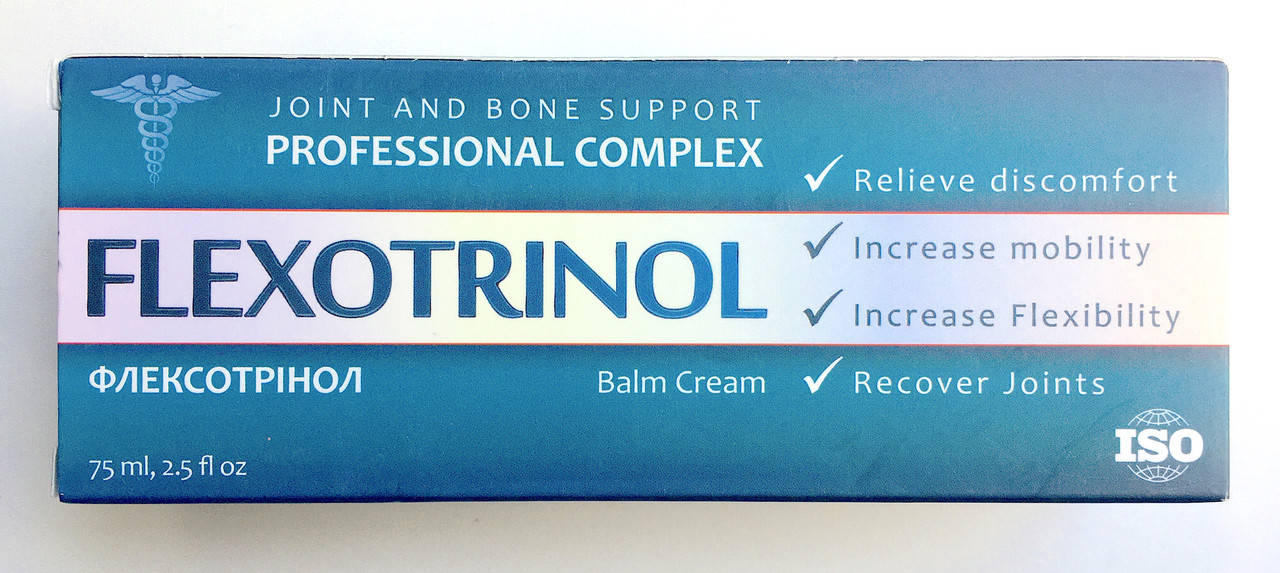 JOINT AND BONE SUPPORT
PROFESSIONAL COMPLEX
FLEXOTRINOL
ФЛЕКСОТРІНОЛ
Balm Cream
75 ml, 2.5 fl oz
✓ Relieve discomfort
✓ Increase mobility
✓ Increase Flexibility
✓ Recover Joints
ISO